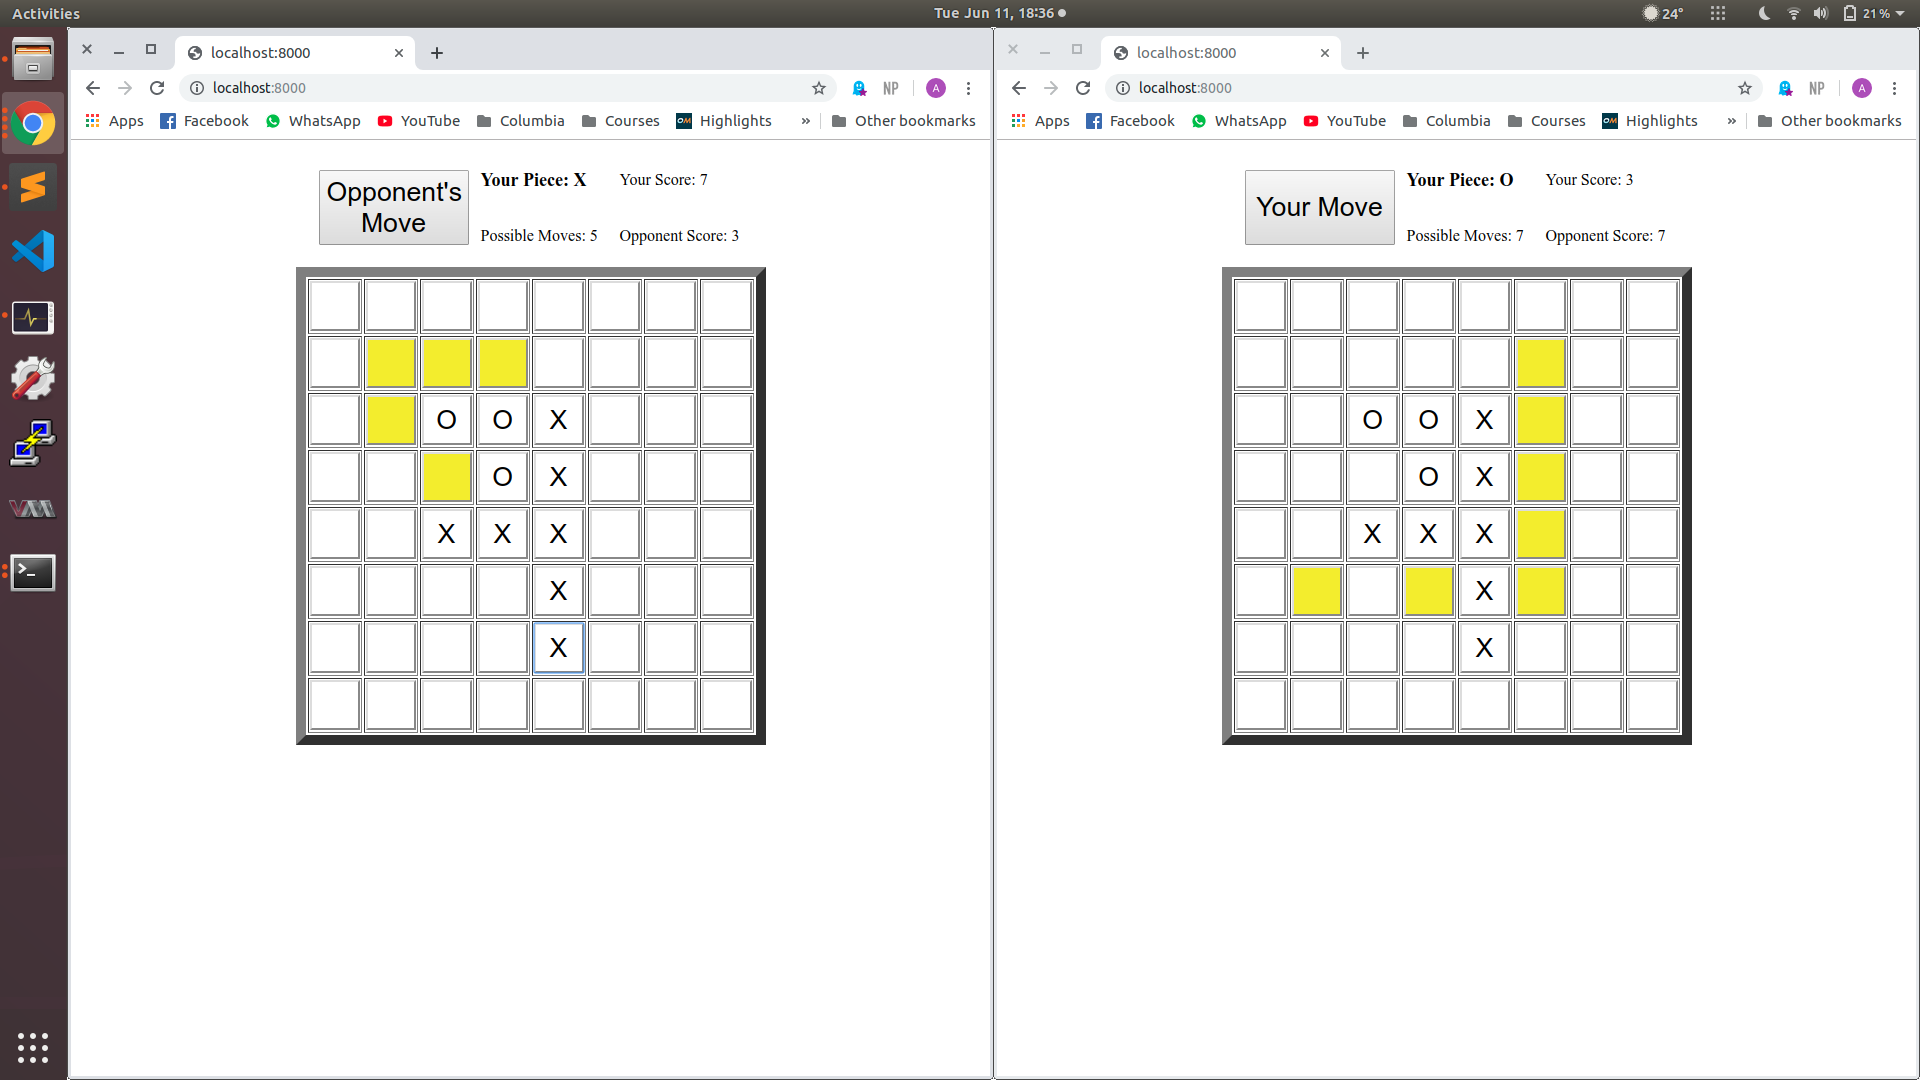 Activities
Tue Jun 11, 18:36
24°
21 %
localhost:8000
localhost:8000
Apps Facebook WhatsApp YouTube Columbia Courses Highlights » Other bookmarks
Opponent's Move
Your Piece: X
Your Score: 7
Possible Moves: 5
Opponent Score: 3
O O X
O X
X X X
X
X
localhost:8000
localhost:8000
Apps Facebook WhatsApp YouTube Columbia Courses Highlights » Other bookmarks
Your Move
Your Piece: O
Your Score: 3
Possible Moves: 7
Opponent Score: 7
O O X
O X
X X X
X
X
NP
A
NP
A